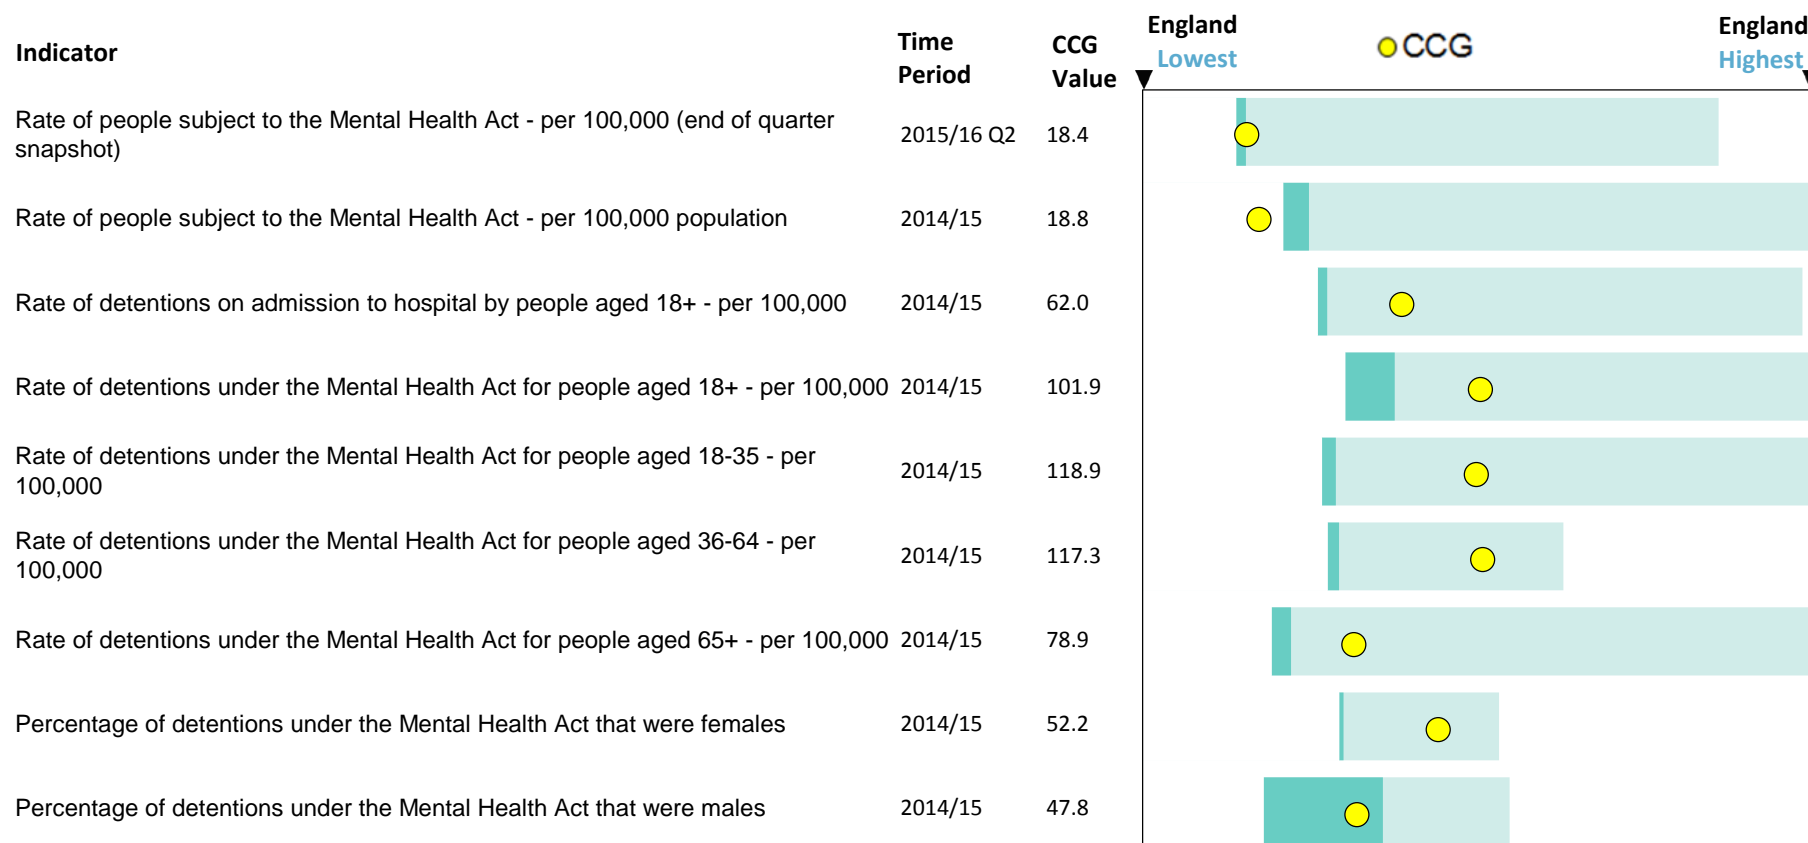 Indicator
Time
Period
CCG
Value
England
Lowest
CCG
England
Highest
Rate of people subject to the Mental Health Act - per 100,000 (end of quarter
snapshot)
2015/16 Q2
18.4
Rate of people subject to the Mental Health Act - per 100,000 population
2014/15
18.8
Rate of detentions on admission to hospital by people aged 18+ - per 100,000
2014/15
62.0
Rate of detentions under the Mental Health Act for people aged 18+ - per 100,000
2014/15
101.9
Rate of detentions under the Mental Health Act for people aged 18-35 - per
100,000
2014/15
118.9
Rate of detentions under the Mental Health Act for people aged 36-64 - per
100,000
2014/15
117.3
Rate of detentions under the Mental Health Act for people aged 65+ - per 100,000
2014/15
78.9
Percentage of detentions under the Mental Health Act that were females
2014/15
52.2
Percentage of detentions under the Mental Health Act that were males
2014/15
47.8